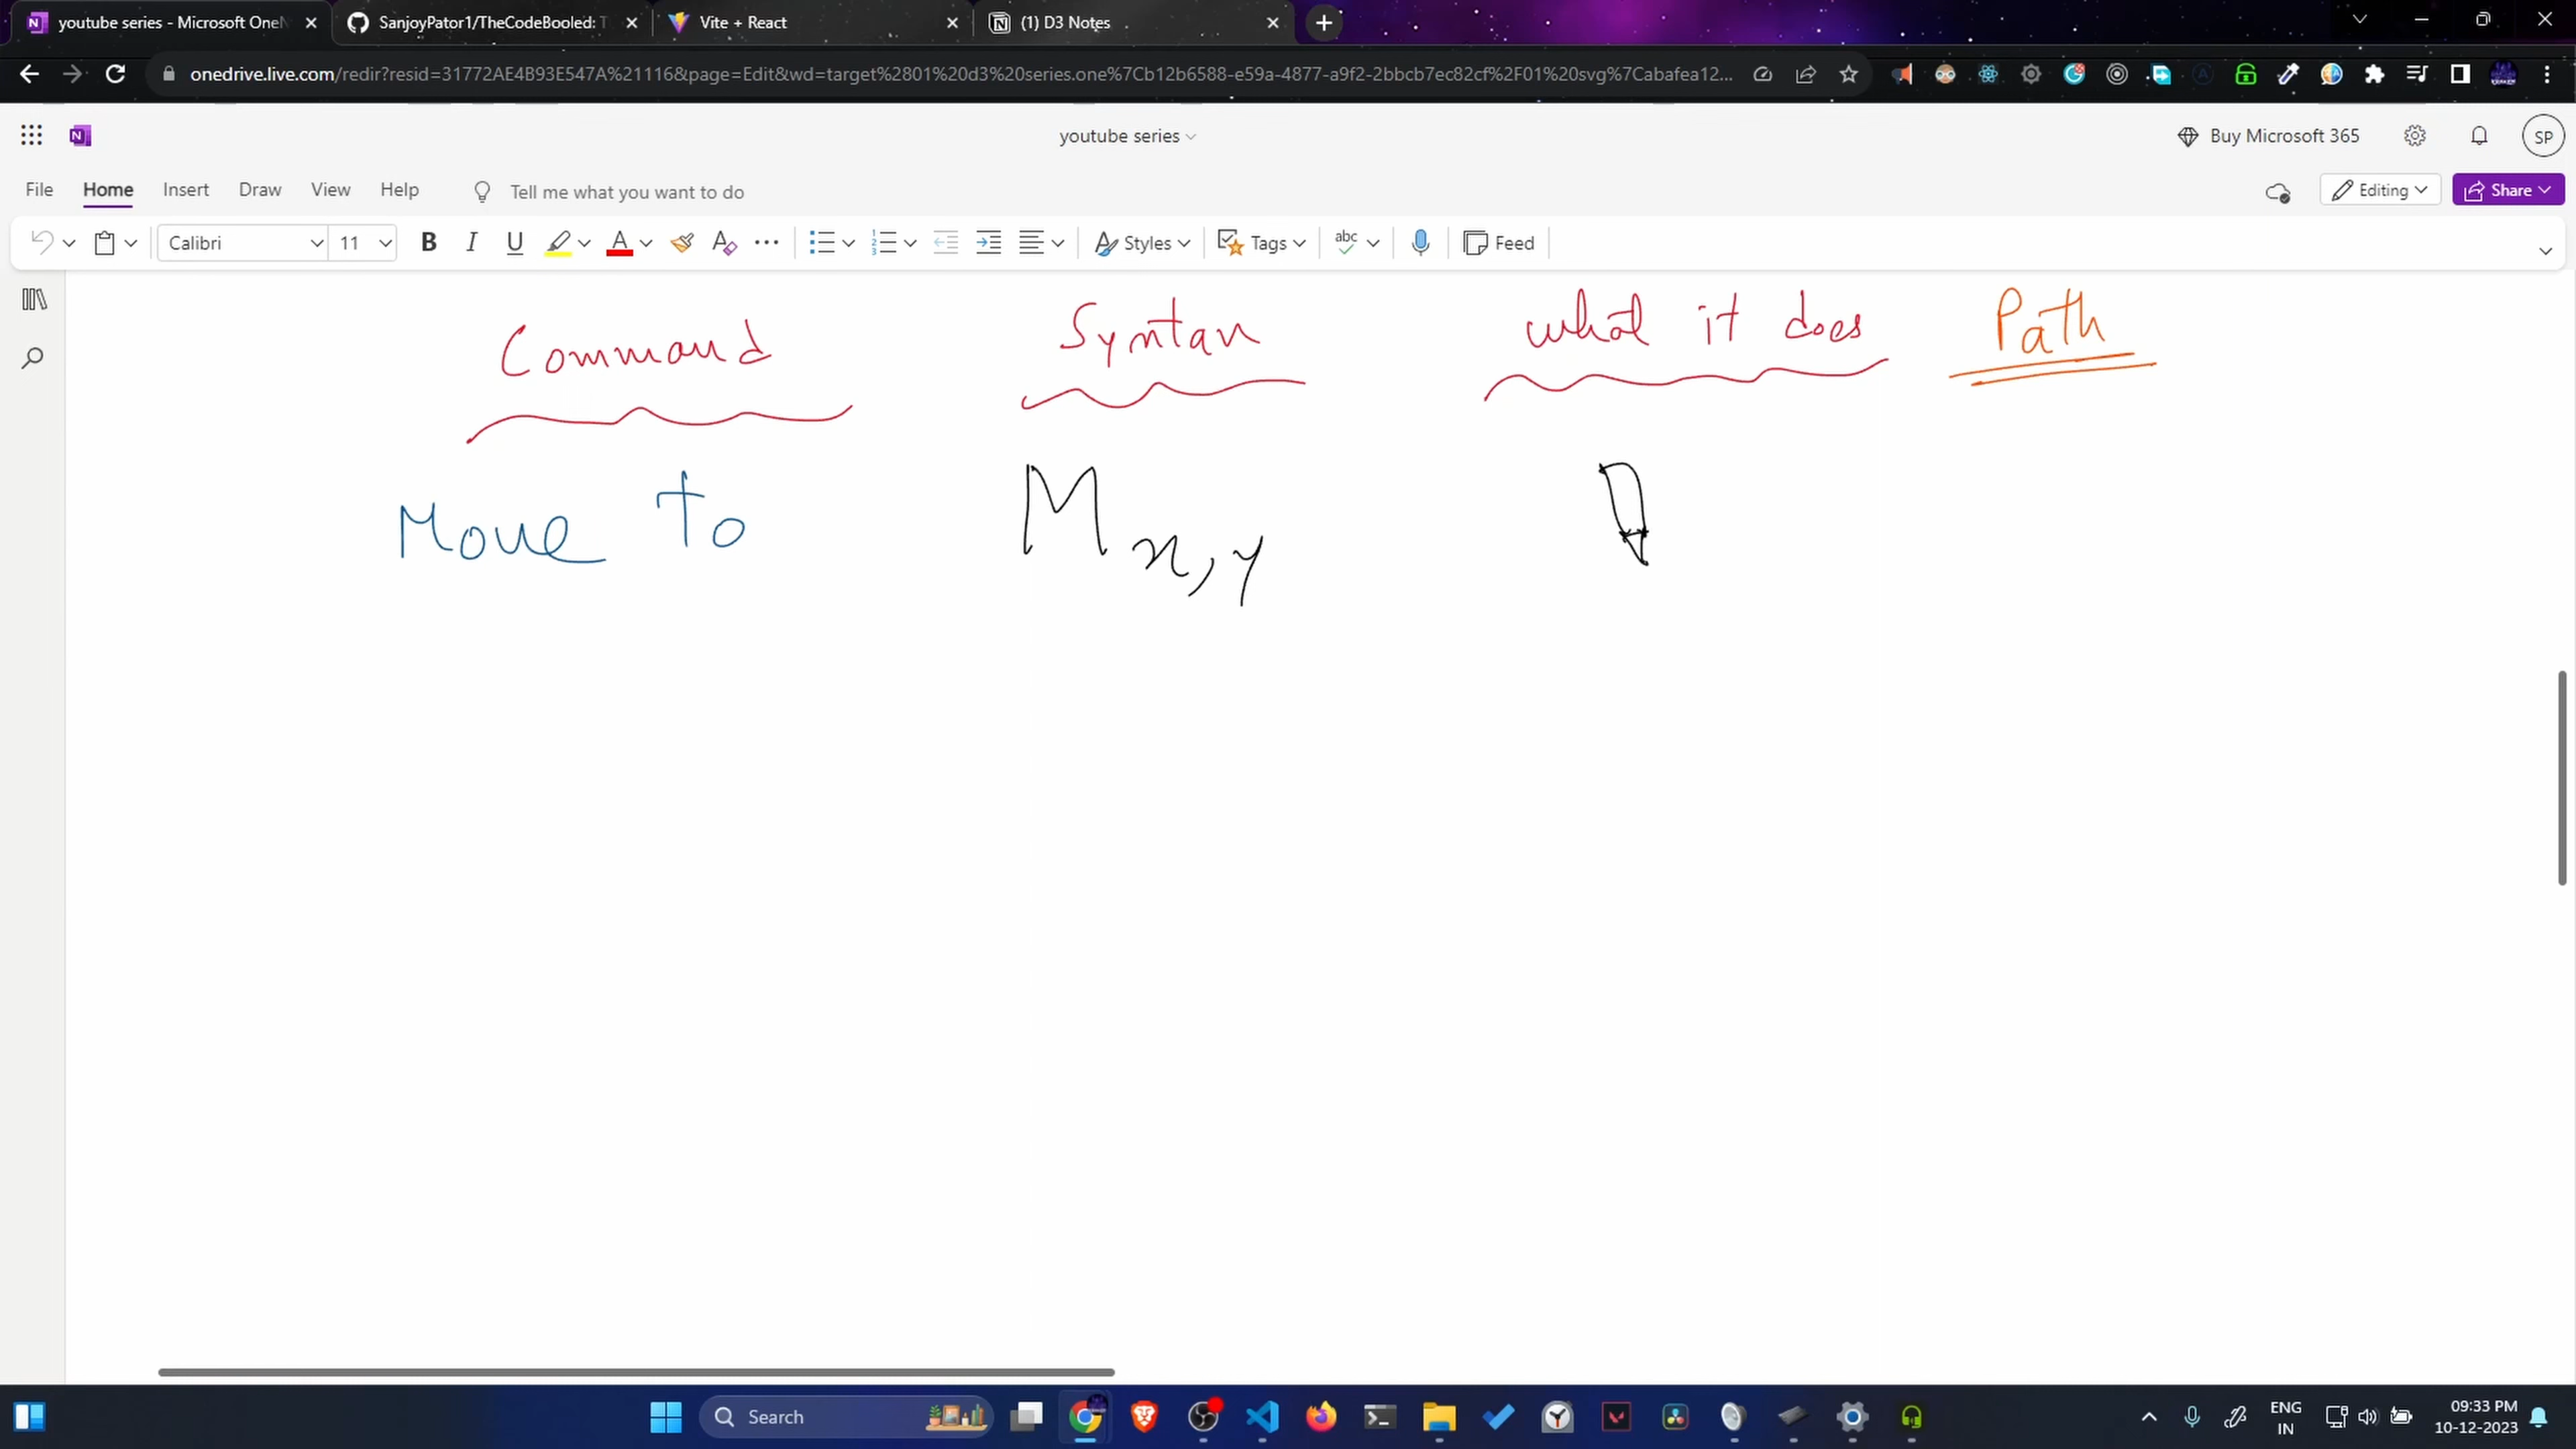 youtube series - Microsoft OneN
SanjoyPator1/TheCodeBooled: T
Vite + React
(1) D3 Notes
onedrive.live.com/redir?resid=31772AE4B93E547A%21116&page=Edit&wd=target%2801%20d3%20series.one%7Cb12b6588-e59a-4877-a9f2-2bbcb7ec82cf%2F01%20svg%7Cabafea12...
youtube series
Buy Microsoft 365
SP
File Home Insert Draw View Help
Tell me what you want to do
Editing
Share
Calibri 11 B I U A A
Styles
Tags
abc
Feed
Command Syntax what it does Path
Move To M x, y
Search
ENG
IN
09:33 PM
10-12-2023